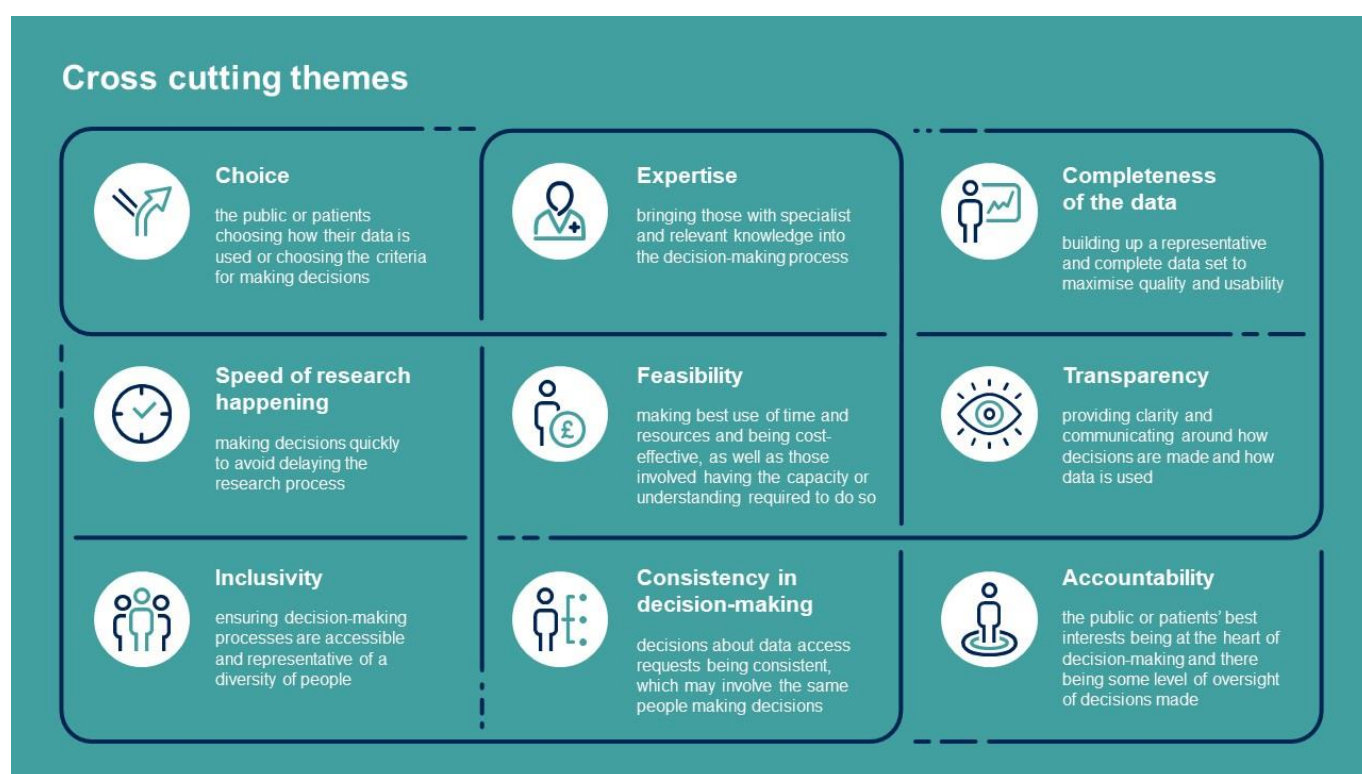 Cross cutting themes
Choice
the public or patients
choosing how their data is
used or choosing the criteria
for making decisions
Expertise
bringing those with specialist
and relevant knowledge into
the decision-making process
Completeness
of the data
building up a representative
and complete data set to
maximise quality and usability
Speed of research
happening
making decisions quickly
to avoid delaying the
research process
Feasibility
making best use of time and
resources and being cost-
effective, as well as those
involved having the capacity or
understanding required to do so
£
Transparency
providing clarity and
communicating around how
decisions are made and how
data is used
Inclusivity
ensuring decision-making
processes are accessible
and representative of a
diversity of people
Consistency in
decision-making
decisions about data access
requests being consistent,
which may involve the same
people making decisions
Accountability
the public or patients’ best
interests being at the heart of
decision-making and there
being some level of oversight
of decisions made